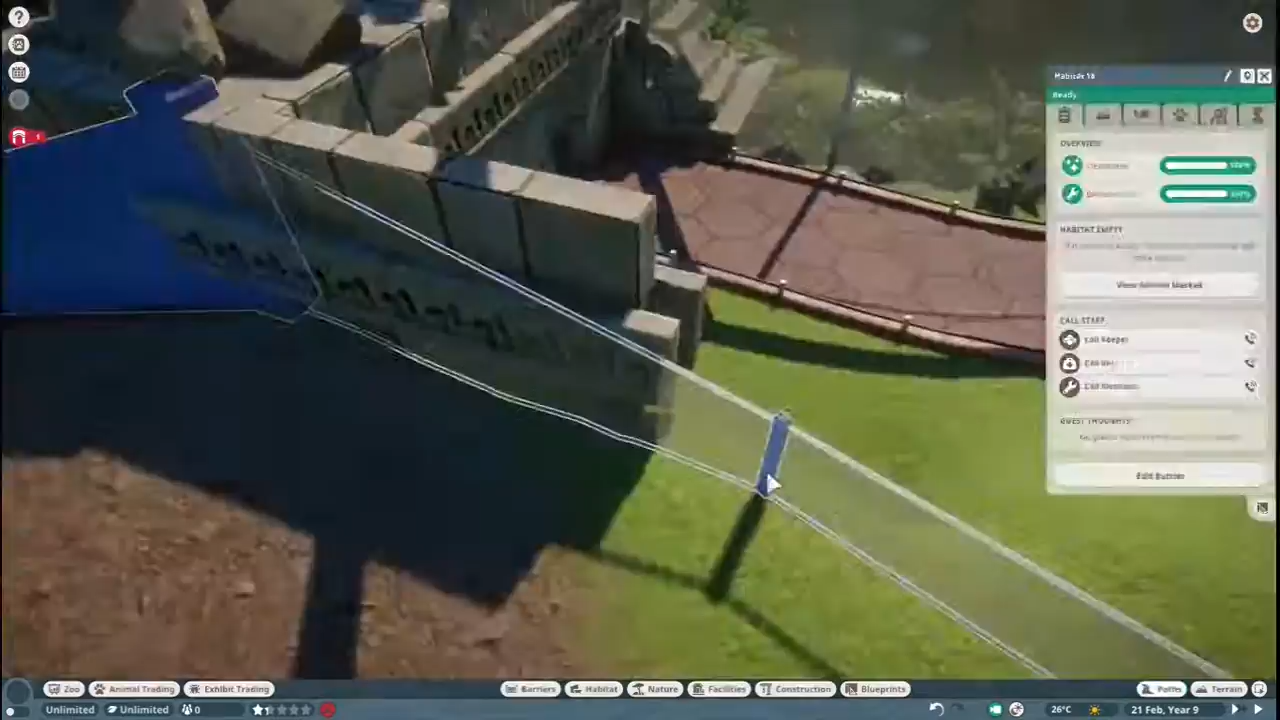 ?
Habitat 16
Ready
OVERVIEW
HABITAT EMPTY
View Animal Market
CALL STAFF
Call Keeper
Call
Call Mechanic
GUEST THOUGHTS
Edit Barrier
Zoo
Animal Trading
Exhibit Trading
Barriers
Habitat
Nature
Facilities
Construction
Blueprints
Paths
Terrain
Unlimited
Unlimited
0
26°C
21 Feb, Year 9